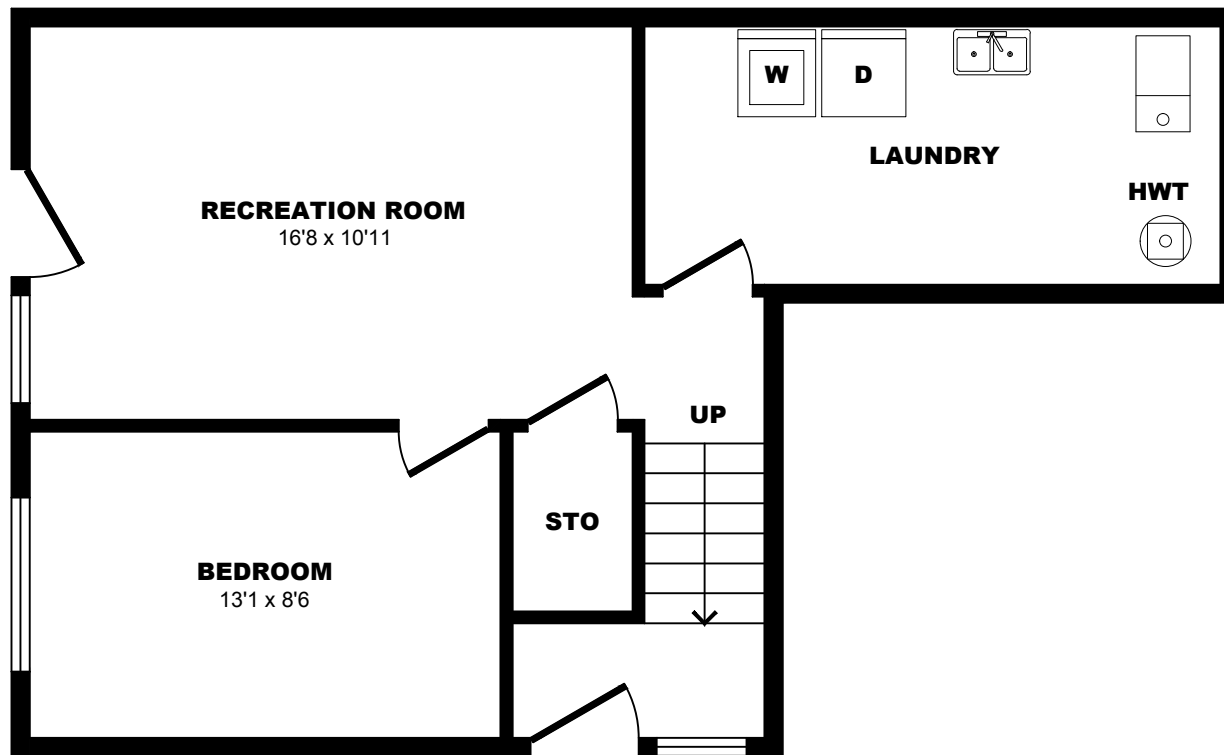 W
D
LAUNDRY
HWT
RECREATION ROOM
16'8 x 10'11
UP
STO
BEDROOM
13'1 x 8'6